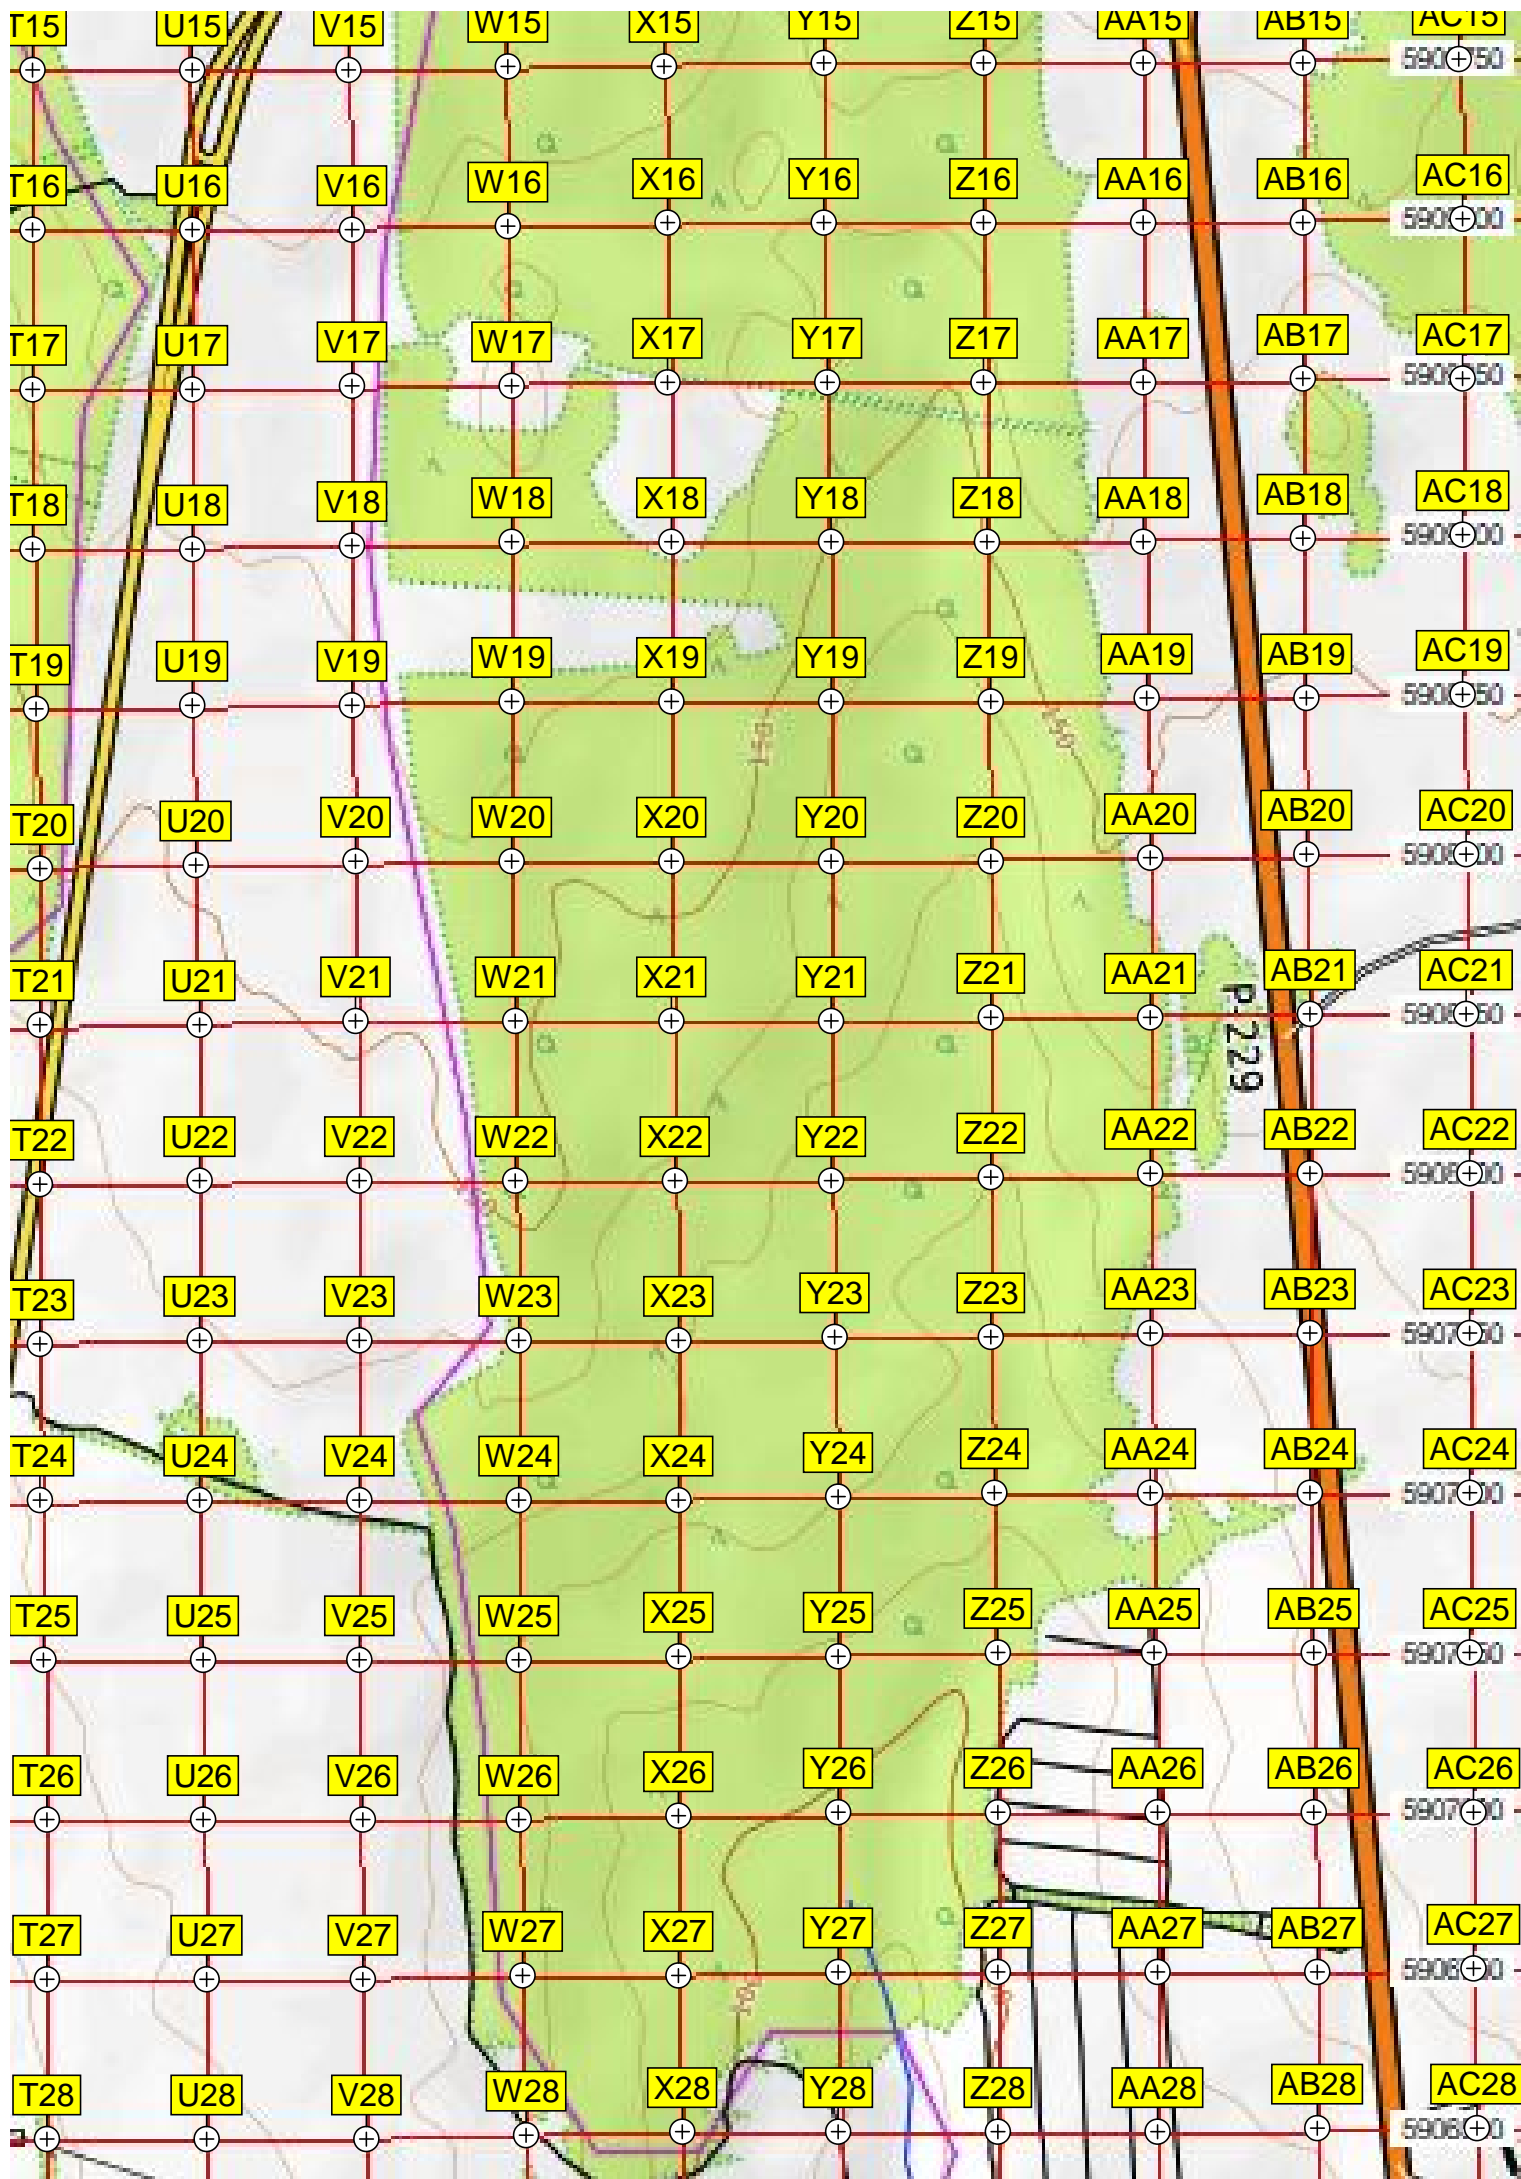 T15 U15 V15 W15 X15 Y15 Z15 AA15 AB15 AC15
T16 U16 V16 W16 X16 Y16 Z16 AA16 AB16 AC16
T17 U17 V17 W17 X17 Y17 Z17 AA17 AB17 AC17
T18 U18 V18 W18 X18 Y18 Z18 AA18 AB18 AC18
T19 U19 V19 W19 X19 Y19 Z19 AA19 AB19 AC19
150 150
T20 U20 V20 W20 X20 Y20 Z20 AA20 AB20 AC20
T21 U21 V21 W21 X21 Y21 Z21 AA21 AB21 AC21
P-229
T22 U22 V22 W22 X22 Y22 Z22 AA22 AB22 AC22
T23 U23 V23 W23 X23 Y23 Z23 AA23 AB23 AC23
T24 U24 V24 W24 X24 Y24 Z24 AA24 AB24 AC24
T25 U25 V25 W25 X25 Y25 Z25 AA25 AB25 AC25
T26 U26 V26 W26 X26 Y26 Z26 AA26 AB26 AC26
T27 U27 V27 W27 X27 Y27 Z27 AA27 AB27 AC27
T28 U28 V28 W28 X28 Y28 Z28 AA28 AB28 AC28